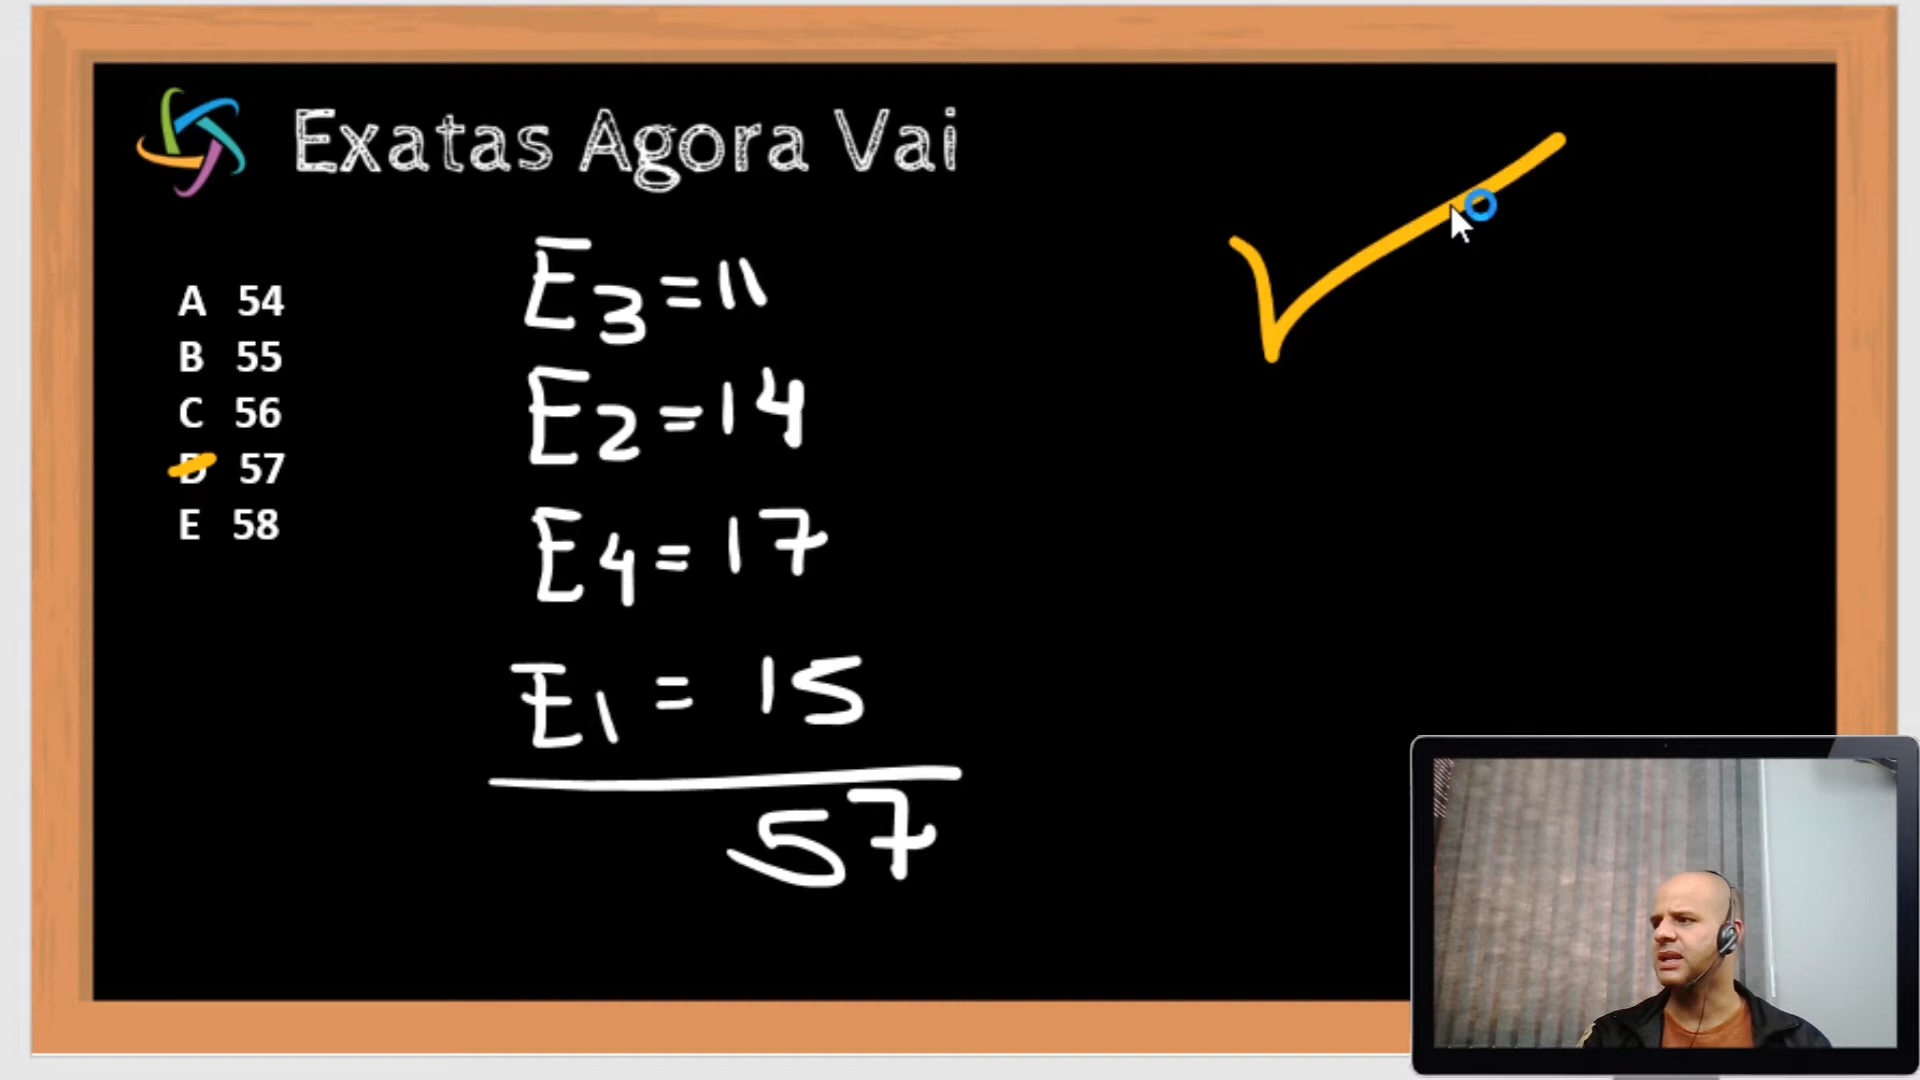 Exatas Agora Vai
A 54
B 55
C 56
D 57
E 58
E3 = 11
E2 = 14
E4 = 17
E1 = 15
57